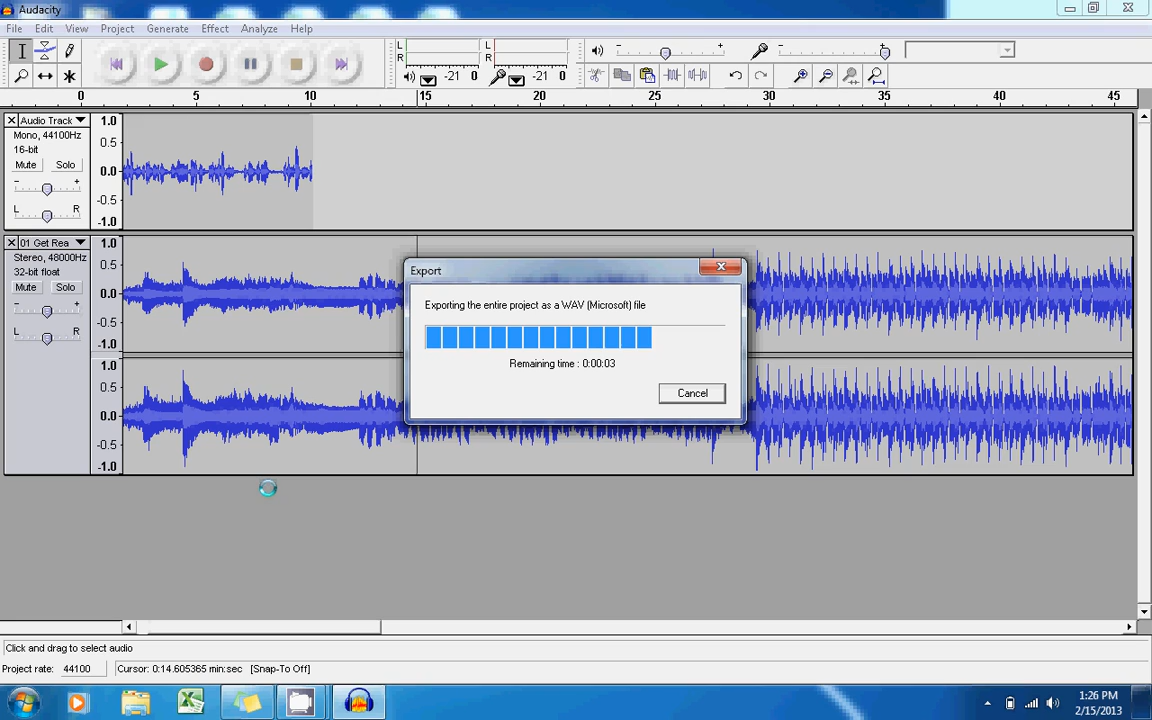 Audacity
File Edit View Project Generate Effect Analyze Help
L
R
-21 0
L
R
-21 0
- +
- +
0 5 10 15 20 25 30 35 40 45
Audio Track
Mono, 44100Hz
16-bit
Mute Solo
- +
L R
1.0
0.5
0.0
-0.5
-1.0
01 Get Rea
Stereo, 48000Hz
32-bit float
Mute Solo
- +
L R
1.0
0.5
0.0
-0.5
-1.0
1.0
0.5
0.0
-0.5
-1.0
Export
Exporting the entire project as a WAV (Microsoft) file
Remaining time : 0:00:03
Cancel
Click and drag to select audio
Project rate: 44100 Cursor: 0:14.605365 min:sec [Snap-To Off]
1:26 PM
2/15/2013